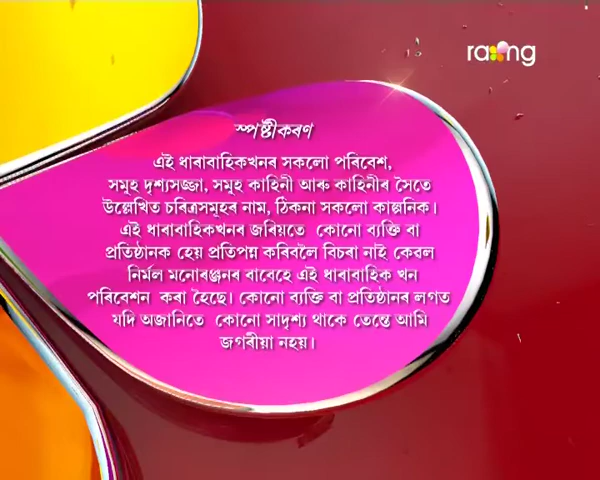 rang
স্পষ্টীকৰণ
এই ধাৰাবাহিকখনৰ সকলো পৰিবেশ,
সমূহ দৃশ্যসজ্জা, সমূহ কাহিনী আৰু কাহিনীৰ সৈতে
উল্লেখিত চৰিত্ৰসমূহৰ নাম, ঠিকনা সকলো কাল্পনিক।
এই ধাৰাবাহিকখনৰ জৰিয়তে কোনো ব্যক্তি বা
প্ৰতিষ্ঠানক হেয় প্ৰতিপন্ন কৰিবলৈ বিচৰা নাই কেৱল
নিৰ্মল মনোৰঞ্জনৰ বাবেহে এই ধাৰাবাহিক খন
পৰিবেশন কৰা হৈছে। কোনো ব্যক্তি বা প্ৰতিষ্ঠানৰ লগত
যদি অজানিতে কোনো সাদৃশ্য থাকে তেন্তে আমি
জগৰীয়া নহয়।